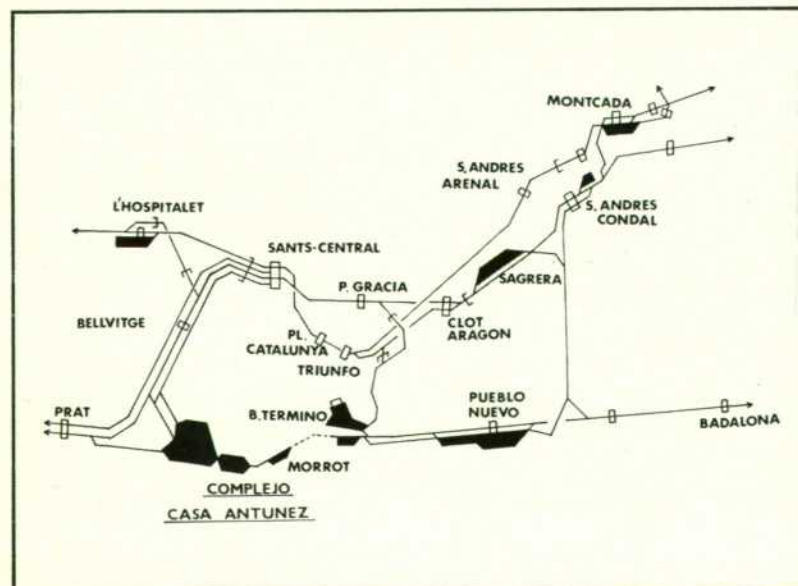 MONTCADA
S. ANDRES
ARENAL
S. ANDRES
CONDAL
L'HOSPITALET
SANTS-CENTRAL
P. GRACIA
SAGRERA
BELLVITGE
PL.
CATALUNYA
CLOT
ARAGON
TRIUNFO
PRAT
B. TERMINO
PUEBLO
NUEVO
BADALONA
MORROT
COMPLEJO
CASA ANTUNEZ